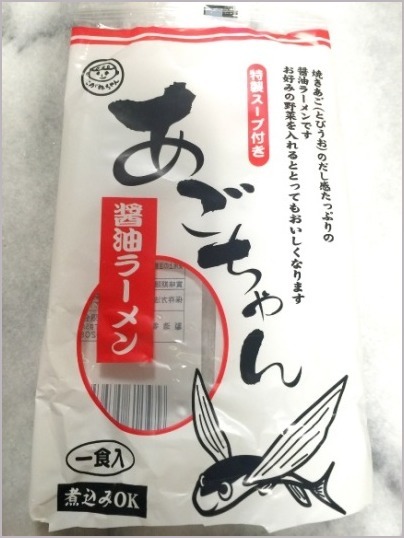 焼きあご(とびうお)のだし感たっぷりの
醤油ラーメンです
お好みの野菜を入れるととってもおいしくなります
特製スープ付き
あごちゃん
醤油ラーメン
一食入
煮込みOK